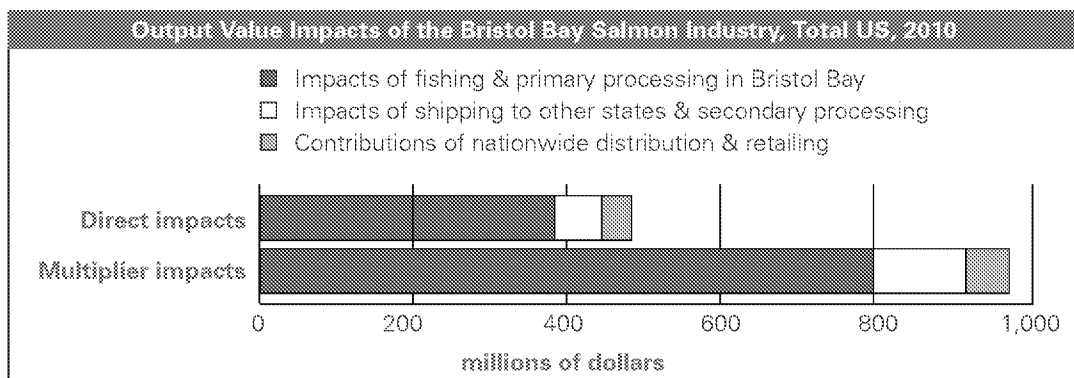 Output Value Impacts of the Bristol Bay Salmon Industry, Total US, 2010
Impacts of fishing & primary processing in Bristol Bay
Impacts of shipping to other states & secondary processing
Contributions of nationwide distribution & retailing
Direct impacts
Multiplier impacts
0 200 400 600 800 1,000
millions of dollars